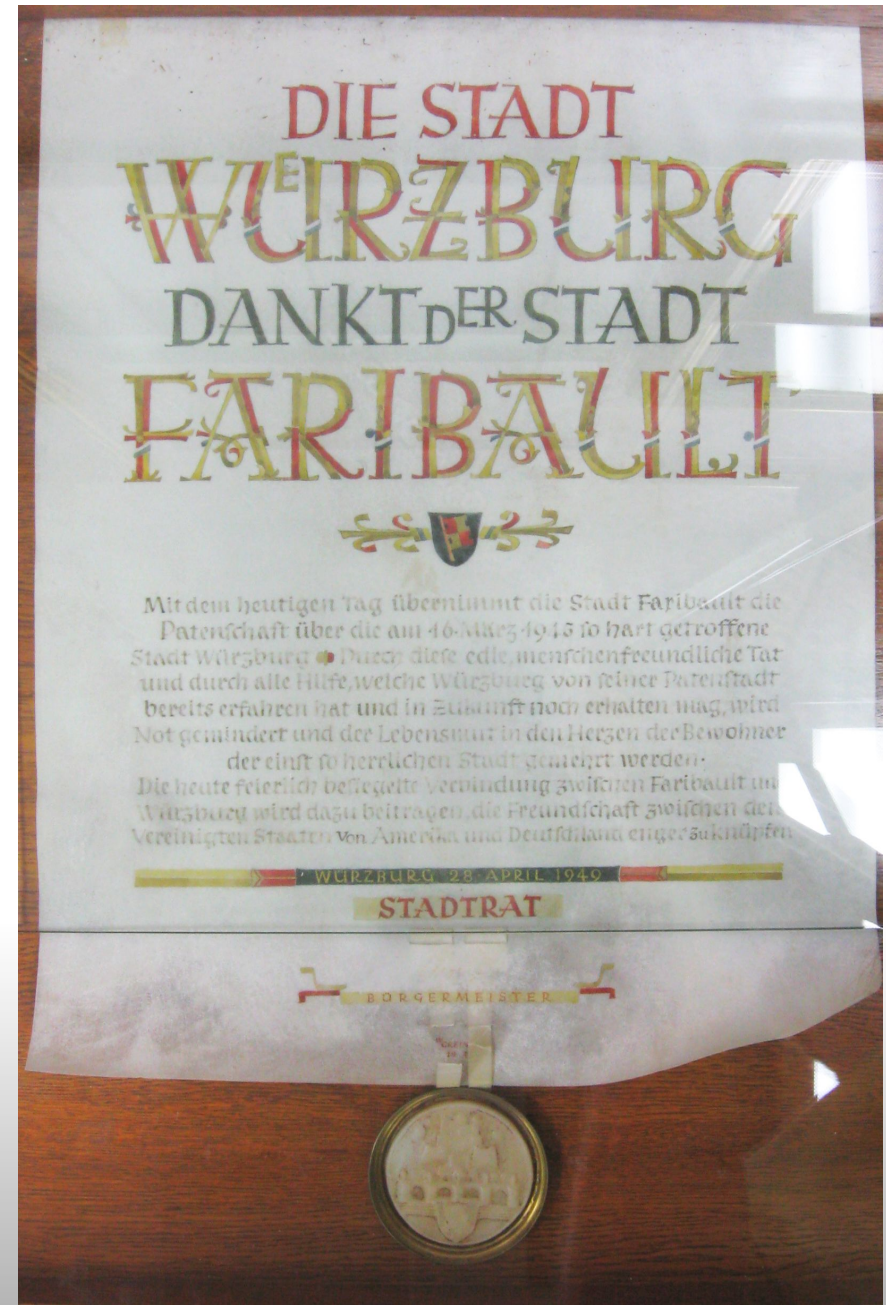 DIE STADT
WUERZBURG
DANKT DER STADT
FARIBAULT
Mit dem heutigen Tag übernimmt die Stadt Faribault die
Patenschaft über die am 16. März 1945 so hart getroffene
Stadt Würzburg Durch diese edle, menschenfreundliche Tat
und durch alle Hilfe, welche Würzburg von seiner Patenstadt
bereits erfahren hat und in Zukunft noch erhalten mag, wird
Not gemindert und der Lebensmut in den Herzen der Bewohner
der einst so herrlichen Stadt gemehrt werden.
Die heute feierlich besiegelte Verbindung zwischen Faribault und
Würzburg wird dazu beitragen, die Freundschaft zwischen den
Vereinigten Staaten von Amerika und Deutschland enger zu knüpfen
WÜRZBURG 28. APRIL 1949
STADTRAT
BÜRGERMEISTER